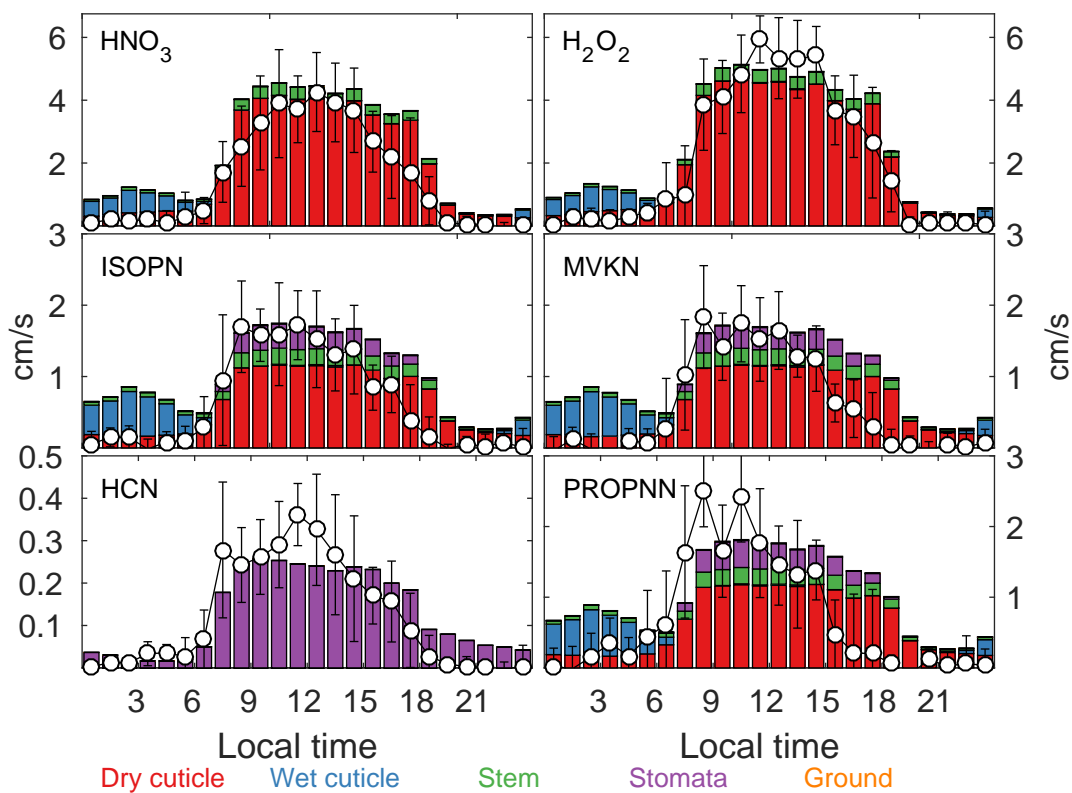 HNO3
H2O2
6
4
2
6
4
2
cm/s
cm/s
ISOPN
MVKN
3
2
1
3
2
1
HCN
PROPNN
0.5
0.4
0.3
0.2
0.1
3
2
1
3 6 9 12 15 18 21
3 6 9 12 15 18 21
Local time
Local time
Dry cuticle Wet cuticle Stem Stomata Ground